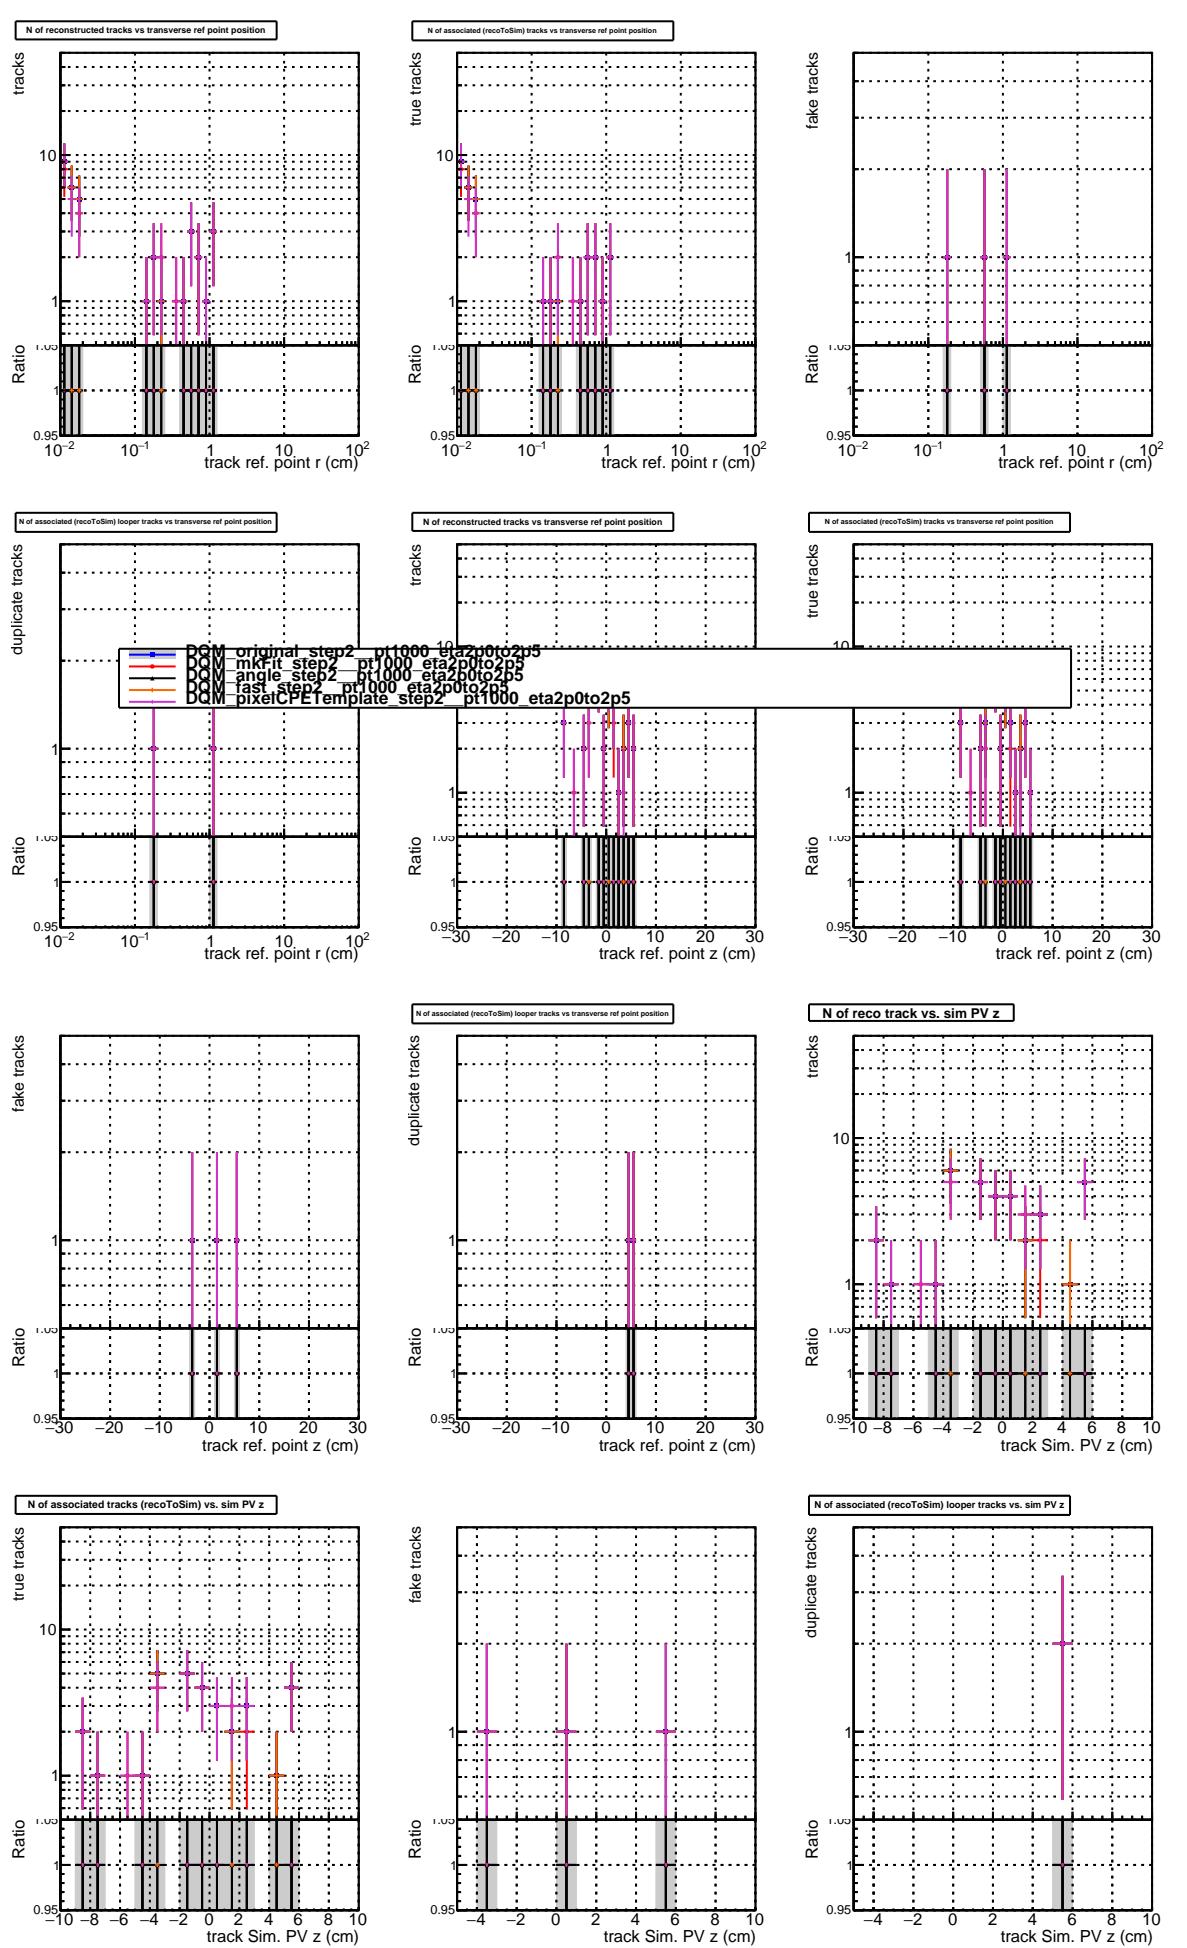 N of reconstructed tracks vs transverse ref point position
tracks
10
1
Ratio
1.05
1
0.95
10−2
10−1
1
10
102
track ref. point r (cm)
N of associated (recoToSim) tracks vs transverse ref point position
true tracks
10
1
Ratio
1.05
1
0.95
10−2
10−1
1
10
102
track ref. point r (cm)
fake tracks
1
Ratio
1.05
1
0.95
10−2
10−1
1
10
102
track ref. point r (cm)
N of associated (recoToSim) looper tracks vs transverse ref point position
duplicate tracks
1
Ratio
1.05
1
0.95
10−2
10−1
1
10
102
track ref. point r (cm)
N of reconstructed tracks vs transverse ref point position
tracks
10
1
Ratio
1.05
1
0.95
−30 −20 −10 0 10 20 30
track ref. point z (cm)
N of associated (recoToSim) tracks vs transverse ref point position
true tracks
10
1
Ratio
1.05
1
0.95
−30 −20 −10 0 10 20 30
track ref. point z (cm)
DQM_original_step2__pt1000_eta2p0to2p5
DQM_mkFit_step2__pt1000_eta2p0to2p5
DQM_angle_step2__pt1000_eta2p0to2p5
DQM_fast_step2__pt1000_eta2p0to2p5
DQM_pixelCPETemplate_step2__pt1000_eta2p0to2p5
fake tracks
1
Ratio
1.05
1
0.95
−30 −20 −10 0 10 20 30
track ref. point z (cm)
N of associated (recoToSim) looper tracks vs transverse ref point position
duplicate tracks
1
Ratio
1.05
1
0.95
−30 −20 −10 0 10 20 30
track ref. point z (cm)
N of reco track vs. sim PV z
tracks
10
1
Ratio
1.05
1
0.95
−10 −8 −6 −4 −2 0 2 4 6 8 10
track Sim. PV z (cm)
N of associated tracks (recoToSim) vs. sim PV z
true tracks
10
1
Ratio
1.05
1
0.95
−10 −8 −6 −4 −2 0 2 4 6 8 10
track Sim. PV z (cm)
fake tracks
1
Ratio
1.05
1
0.95
−4 −2 0 2 4 6 8 10
track Sim. PV z (cm)
N of associated (recoToSim) looper tracks vs. sim PV z
duplicate tracks
1
Ratio
1.05
1
0.95
−4 −2 0 2 4 6 8 10
track Sim. PV z (cm)